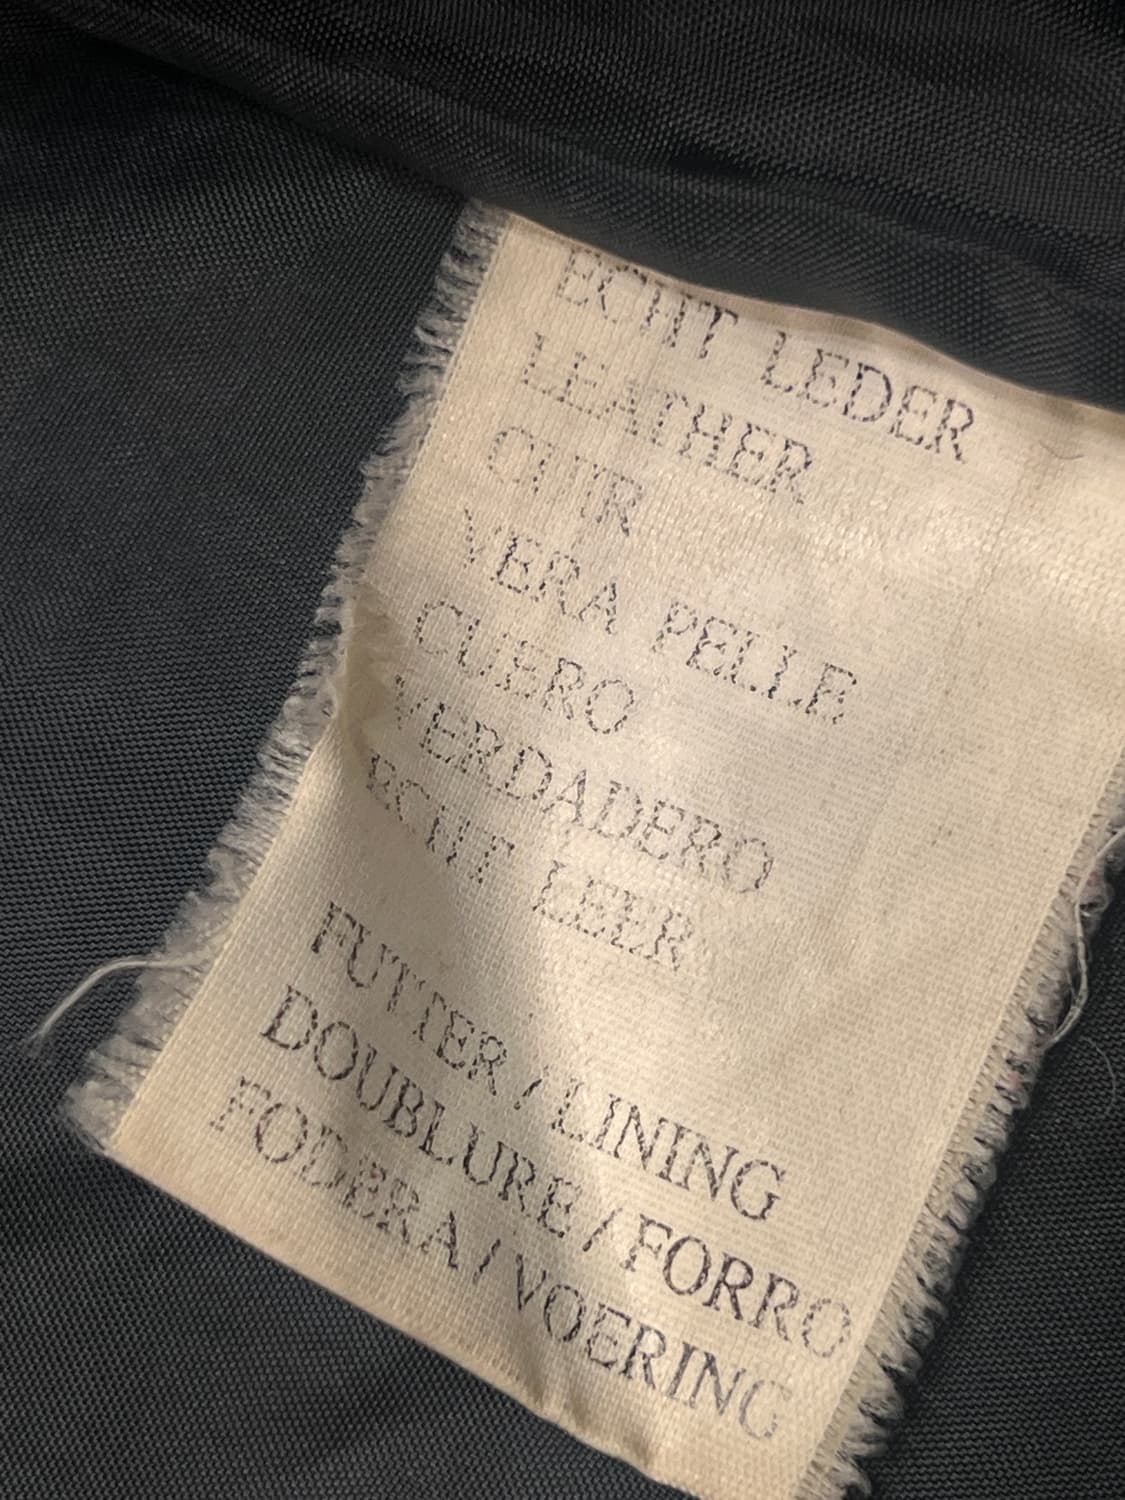 ECHT LEDER
LEATHER
CUIR
VERA PELLE
CUERO
VERDADERO
ECHT LEER
FUTTER / LINING
DOUBLURE / FORRO
FODERA / VOERING